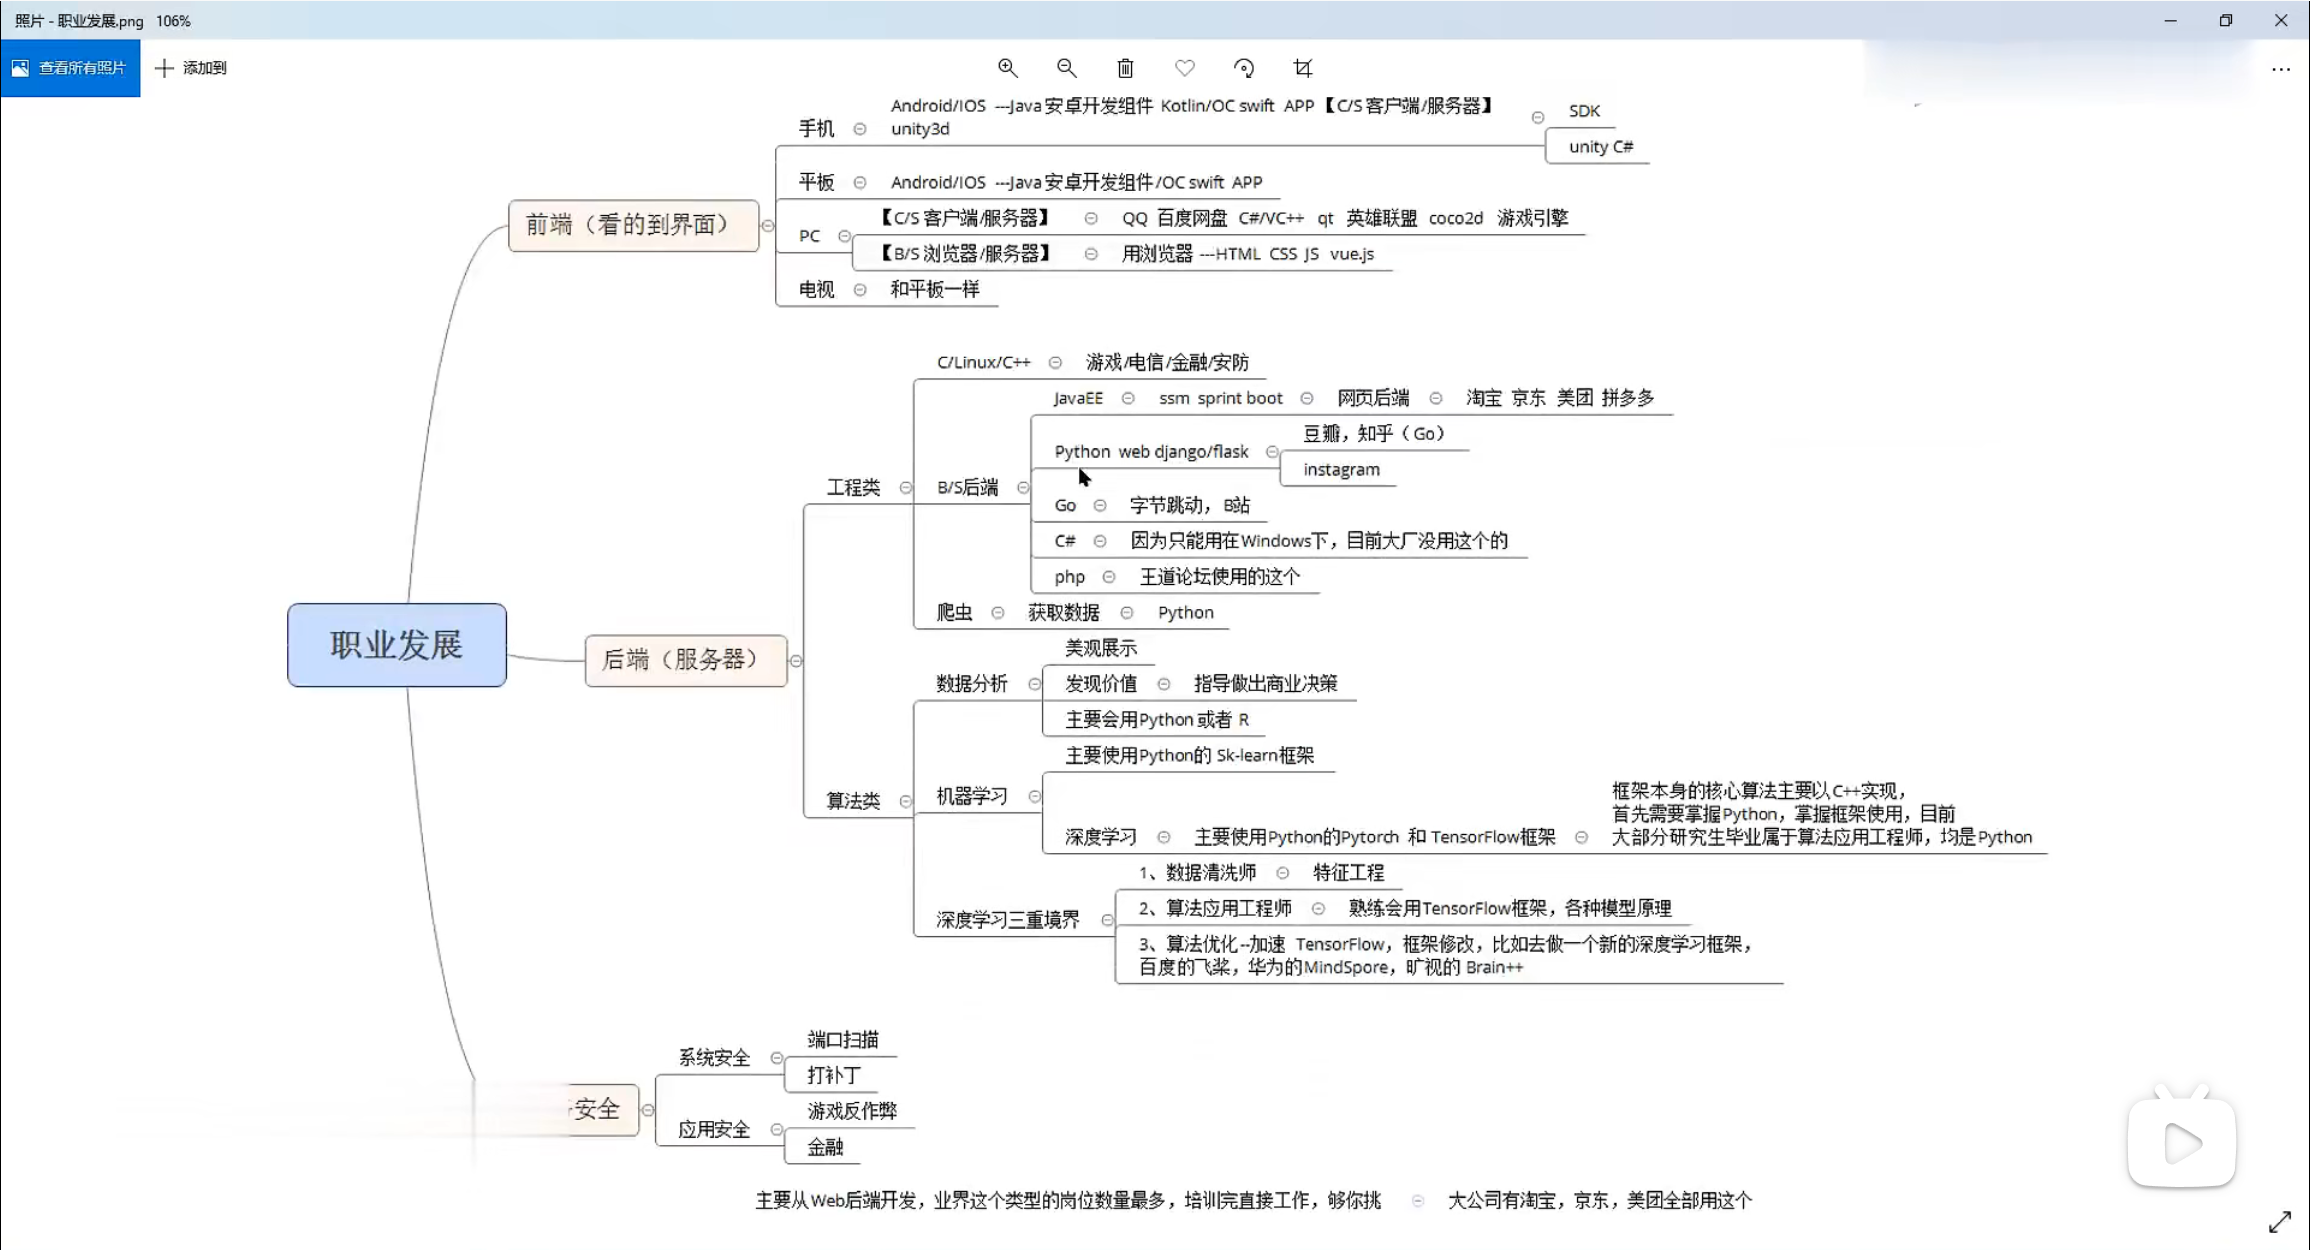 照片 - 职业发展.png 106%
查看所有照片
添加到
Android/IOS ---Java 安卓开发组件 Kotlin/OC swift APP【C/S 客户端/服务器】
unity3d
手机
SDK
unity C#
平板
Android/IOS ---Java 安卓开发组件/OC swift APP
前端（看的到界面）
PC
【C/S 客户端/服务器】
QQ 百度网盘 C#/VC++ qt 英雄联盟 coco2d 游戏引擎
【B/S 浏览器/服务器】
用浏览器 ---HTML CSS JS vue.js
电视
和平板一样
C/Linux/C++
游戏/电信/金融/安防
JavaEE
ssm sprint boot
网页后端
淘宝 京东 美团 拼多多
Python web django/flask
豆瓣，知乎（Go）
instagram
工程类
B/S后端
Go
字节跳动，B站
C#
因为只能用在Windows下，目前大厂没用这个的
php
王道论坛使用的这个
爬虫
获取数据
Python
职业发展
后端（服务器）
美观展示
数据分析
发现价值
指导做出商业决策
主要会用Python 或者 R
主要使用Python的 Sk-learn框架
算法类
机器学习
深度学习
主要使用Python的Pytorch 和 TensorFlow框架
框架本身的核心算法主要以C++实现，
首先需要掌握Python，掌握框架使用，目前
大部分研究生毕业属于算法应用工程师，均是Python
深度学习三重境界
1、数据清洗师
特征工程
2、算法应用工程师
熟练会用TensorFlow框架，各种模型原理
3、算法优化--加速 TensorFlow，框架修改，比如去做一个新的深度学习框架，
百度的飞桨，华为的MindSpore，旷视的 Brain++
安全
系统安全
端口扫描
打补丁
应用安全
游戏反作弊
金融
主要从Web后端开发，业界这个类型的岗位数量最多，培训完直接工作，够你挑
大公司有淘宝，京东，美团全部用这个